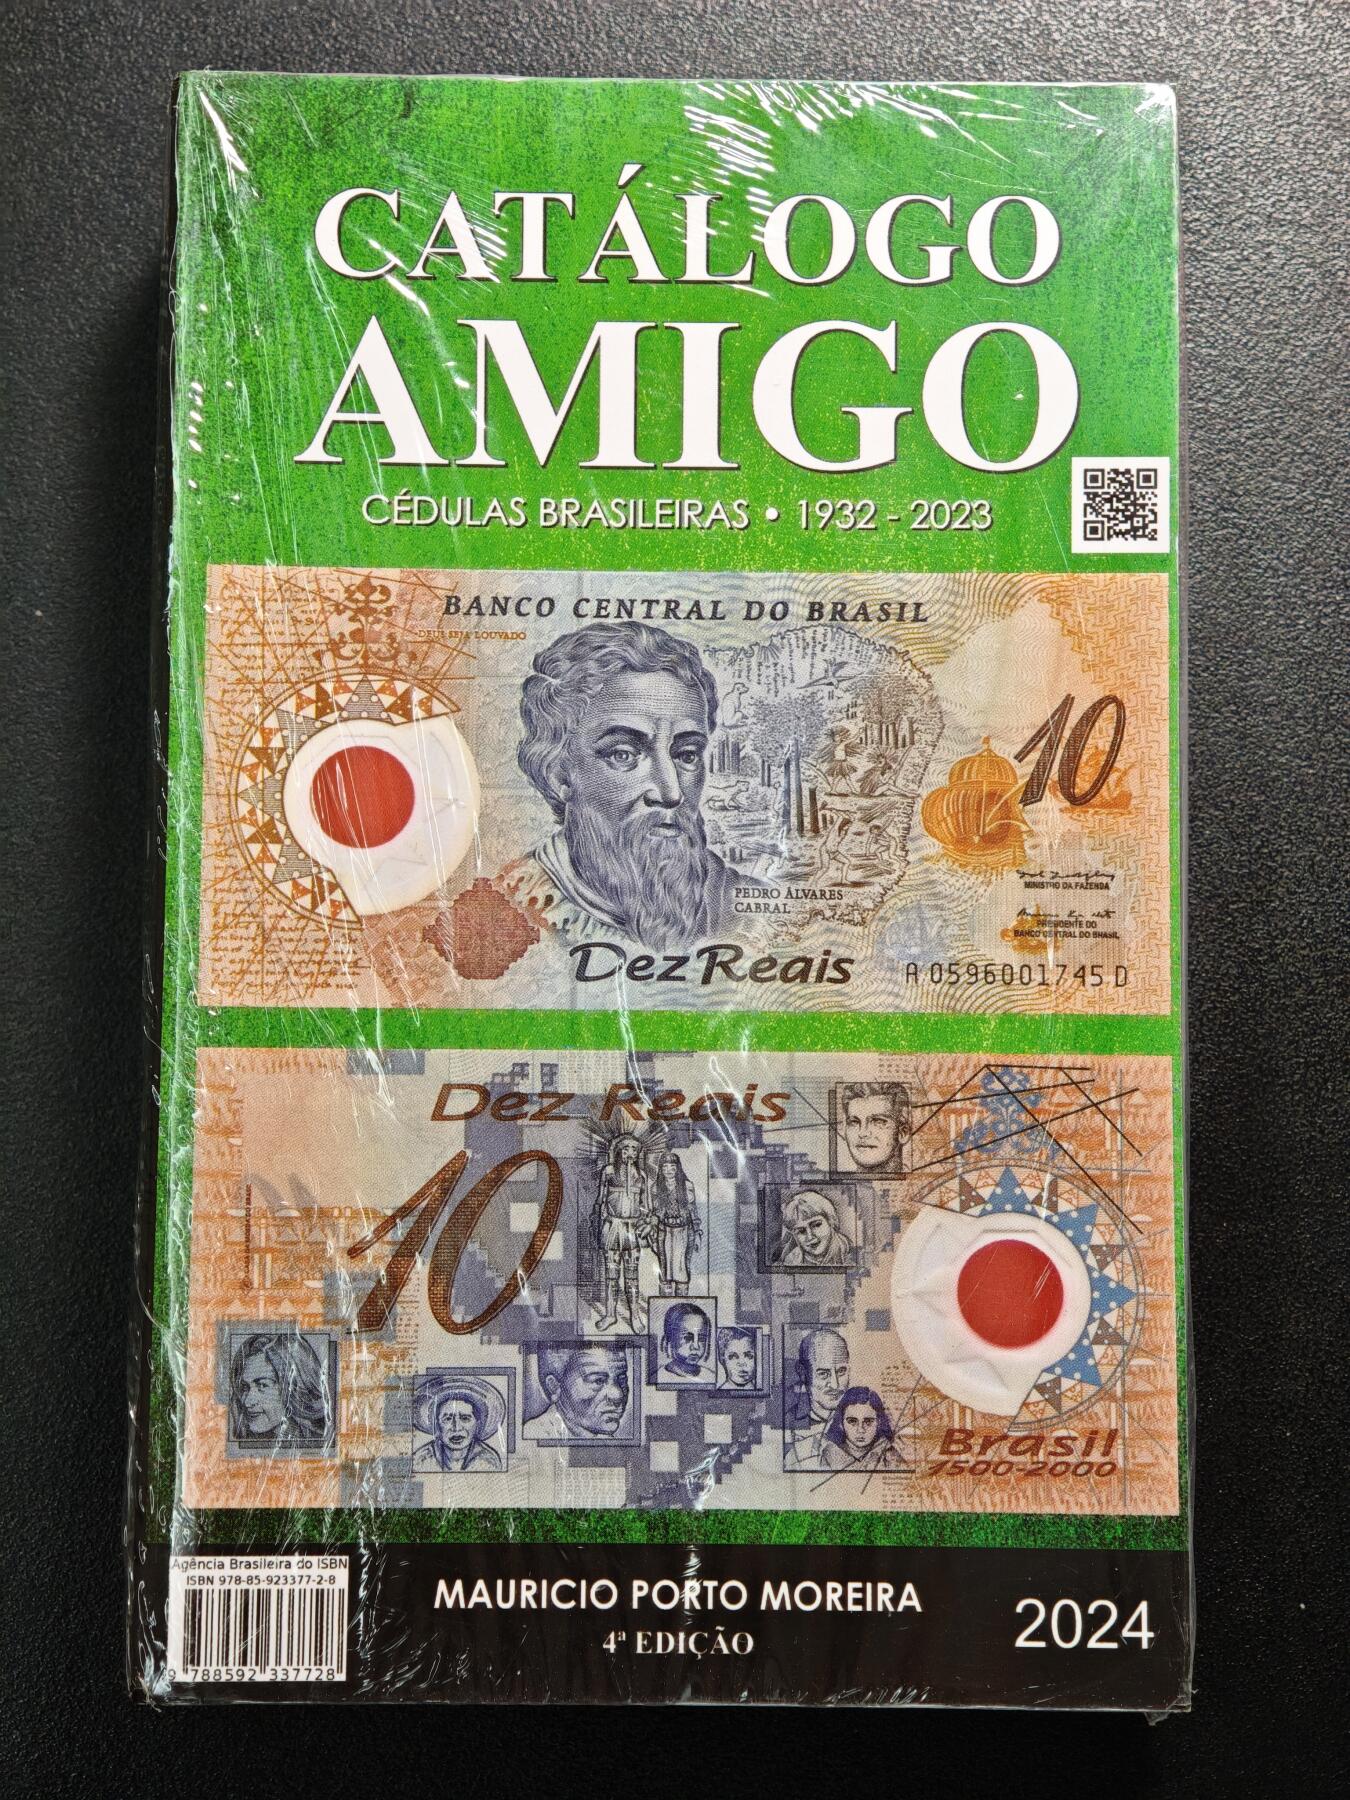 CATÁLOGO
AMIGO
CÉDULAS BRASILEIRAS • 1932 - 2023
BANCO CENTRAL DO BRASIL
DEUS SEJA LOUVADO
10
MINISTRO DA FAZENDA
PEDRO ÁLVARES
CABRAL
PRESIDENTE DO
BANCO CENTRAL DO BRASIL
Dez Reais
A 0596001745 D
Dez Reais
10
Brasil
1500-2000
Agência Brasileira do ISBN
ISBN 978-85-923377-2-8
9 788592 337728
MAURICIO PORTO MOREIRA
4ª EDIÇÃO
2024